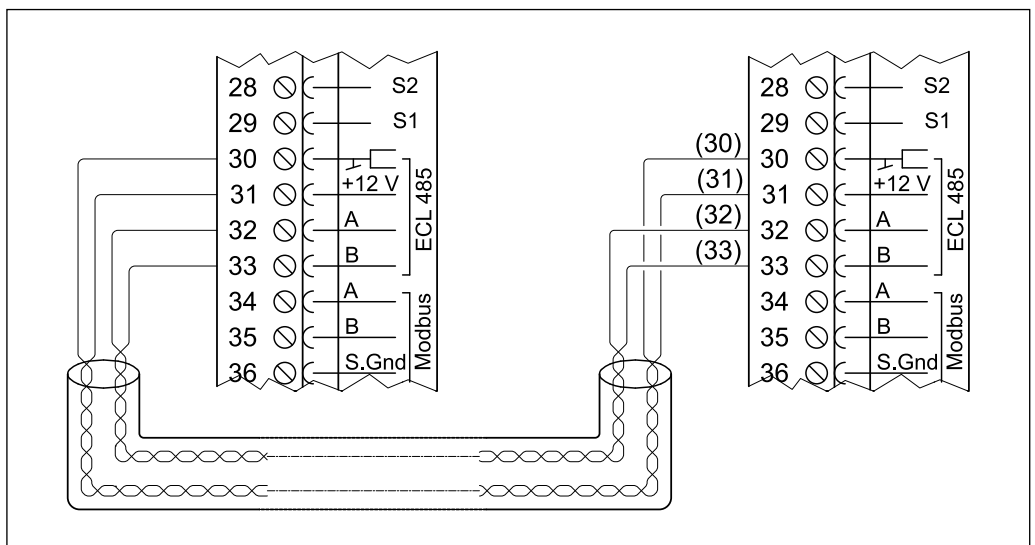 28 S2
29 S1
30
+12 V
31
32 A
33 B
ECL 485
34 A
35 B
36 S.Gnd
Modbus
28 S2
29 S1
(30) 30
+12 V
(31) 31
(32) 32 A
(33) 33 B
ECL 485
34 A
35 B
36 S.Gnd
Modbus